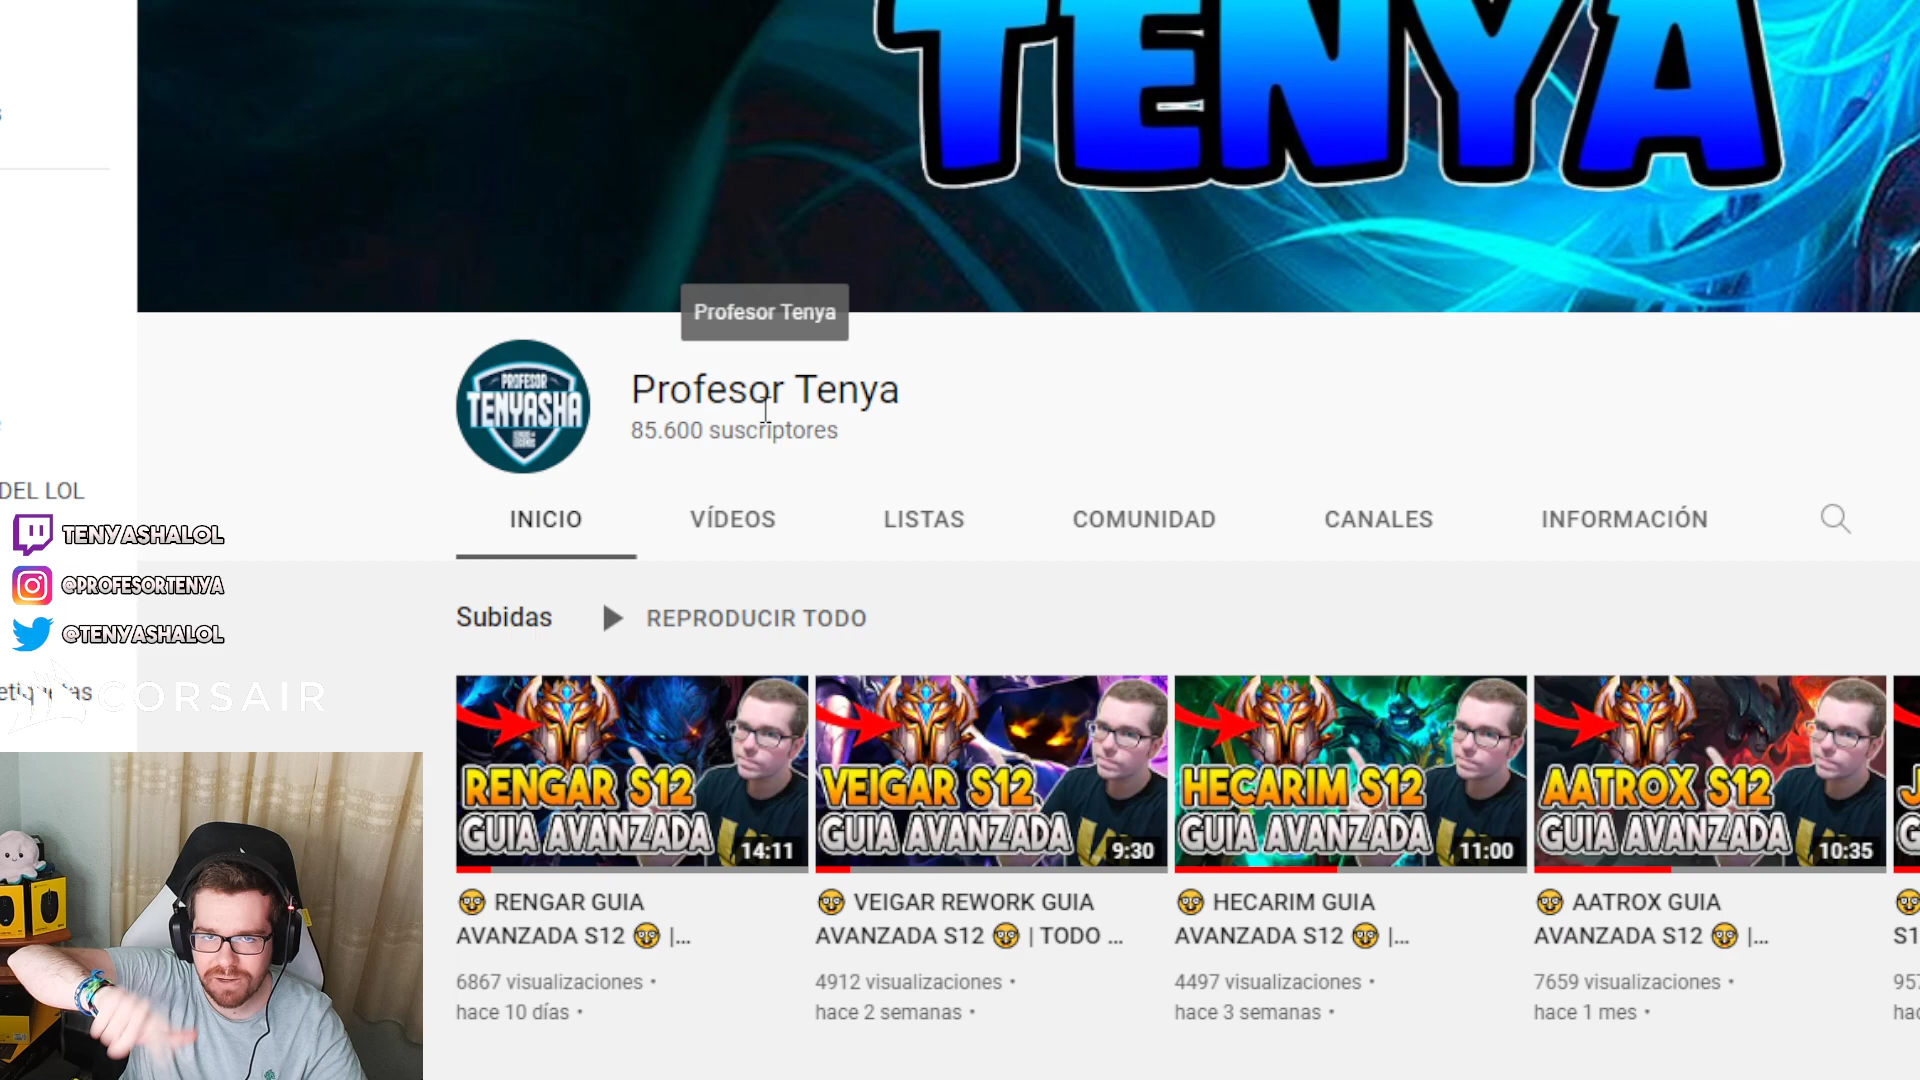 TENYA
Profesor Tenya
PROFESOR
TENYASHA
LEAGUE OF
LEGENDS
Profesor Tenya
85.600 suscriptores
DEL LOL
TENYASHALOL
@PROFESORTENYA
@TENYASHALOL
etiquetas
CORSAIR
INICIO VÍDEOS LISTAS COMUNIDAD CANALES INFORMACIÓN
Subidas REPRODUCIR TODO
RENGAR S12
GUIA AVANZADA
14:11
VEIGAR S12
GUIA AVANZADA
9:30
HECARIM S12
GUIA AVANZADA
11:00
AATROX S12
GUIA AVANZADA
10:35
🤓 RENGAR GUIA
AVANZADA S12 🤓 |...
6867 visualizaciones •
hace 10 días •
🤓 VEIGAR REWORK GUIA
AVANZADA S12 🤓 | TODO ...
4912 visualizaciones •
hace 2 semanas •
🤓 HECARIM GUIA
AVANZADA S12 🤓 |...
4497 visualizaciones •
hace 3 semanas •
🤓 AATROX GUIA
AVANZADA S12 🤓 |...
7659 visualizaciones •
hace 1 mes •